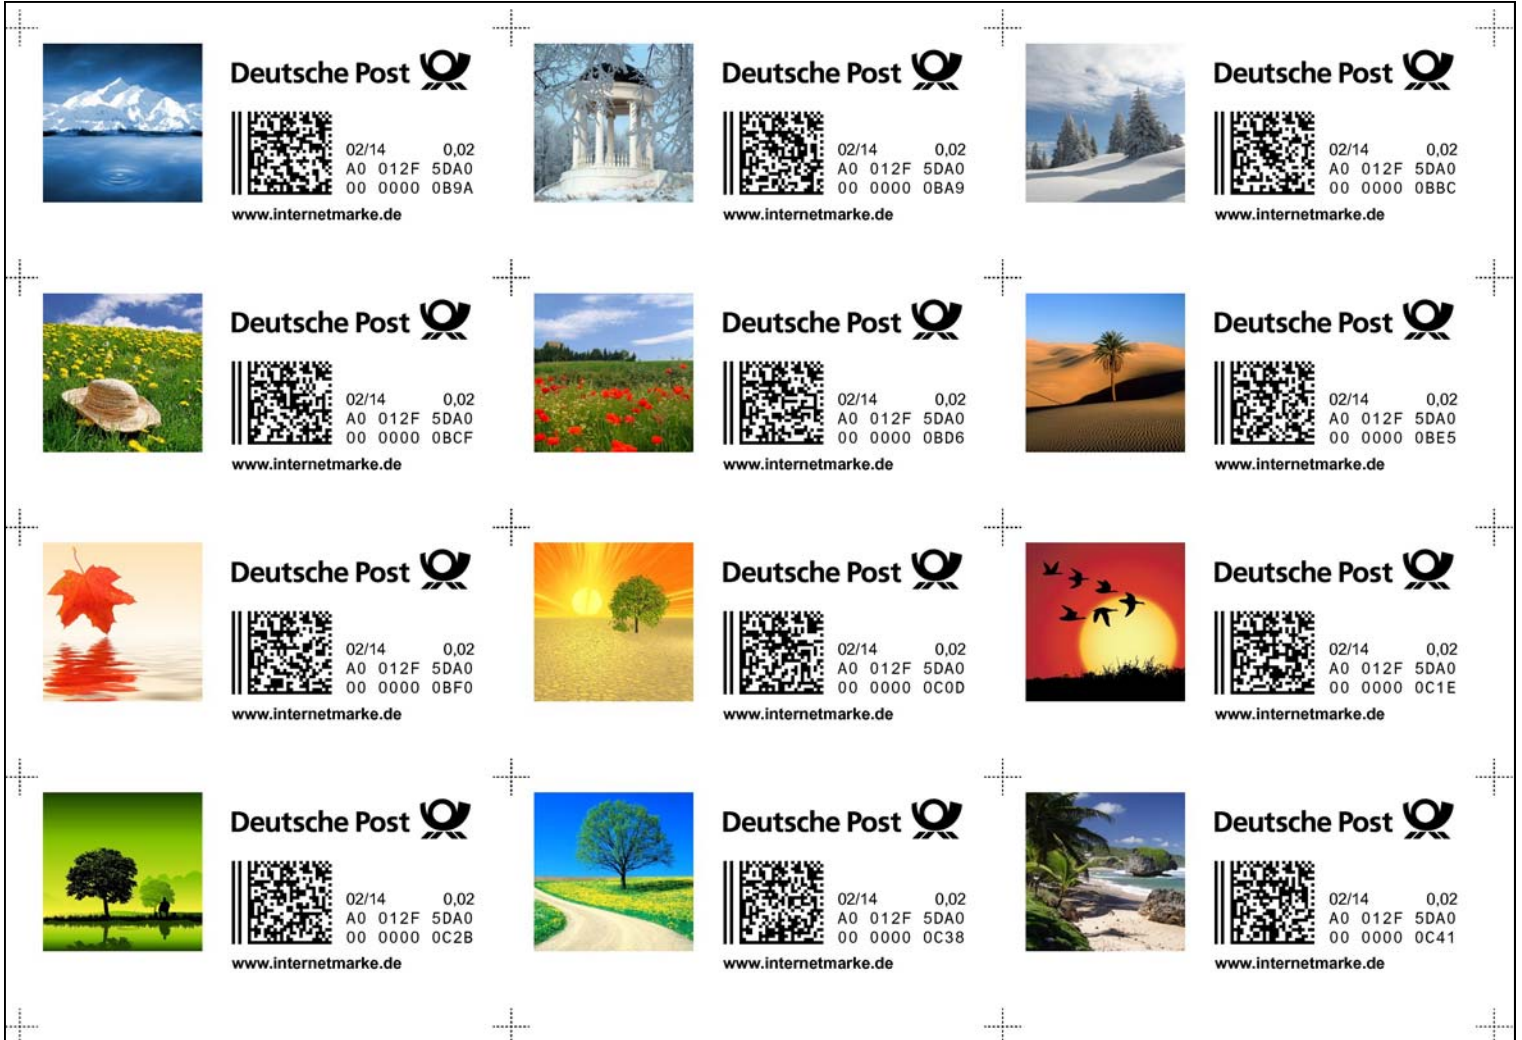 Deutsche Post
02/14 0,02
A0 012F 5DA0
00 0000 0B9A
www.internetmarke.de
Deutsche Post
02/14 0,02
A0 012F 5DA0
00 0000 0BA9
www.internetmarke.de
Deutsche Post
02/14 0,02
A0 012F 5DA0
00 0000 0BBC
www.internetmarke.de
Deutsche Post
02/14 0,02
A0 012F 5DA0
00 0000 0BCF
www.internetmarke.de
Deutsche Post
02/14 0,02
A0 012F 5DA0
00 0000 0BD6
www.internetmarke.de
Deutsche Post
02/14 0,02
A0 012F 5DA0
00 0000 0BE5
www.internetmarke.de
Deutsche Post
02/14 0,02
A0 012F 5DA0
00 0000 0BF0
www.internetmarke.de
Deutsche Post
02/14 0,02
A0 012F 5DA0
00 0000 0C0D
www.internetmarke.de
Deutsche Post
02/14 0,02
A0 012F 5DA0
00 0000 0C1E
www.internetmarke.de
Deutsche Post
02/14 0,02
A0 012F 5DA0
00 0000 0C2B
www.internetmarke.de
Deutsche Post
02/14 0,02
A0 012F 5DA0
00 0000 0C38
www.internetmarke.de
Deutsche Post
02/14 0,02
A0 012F 5DA0
00 0000 0C41
www.internetmarke.de